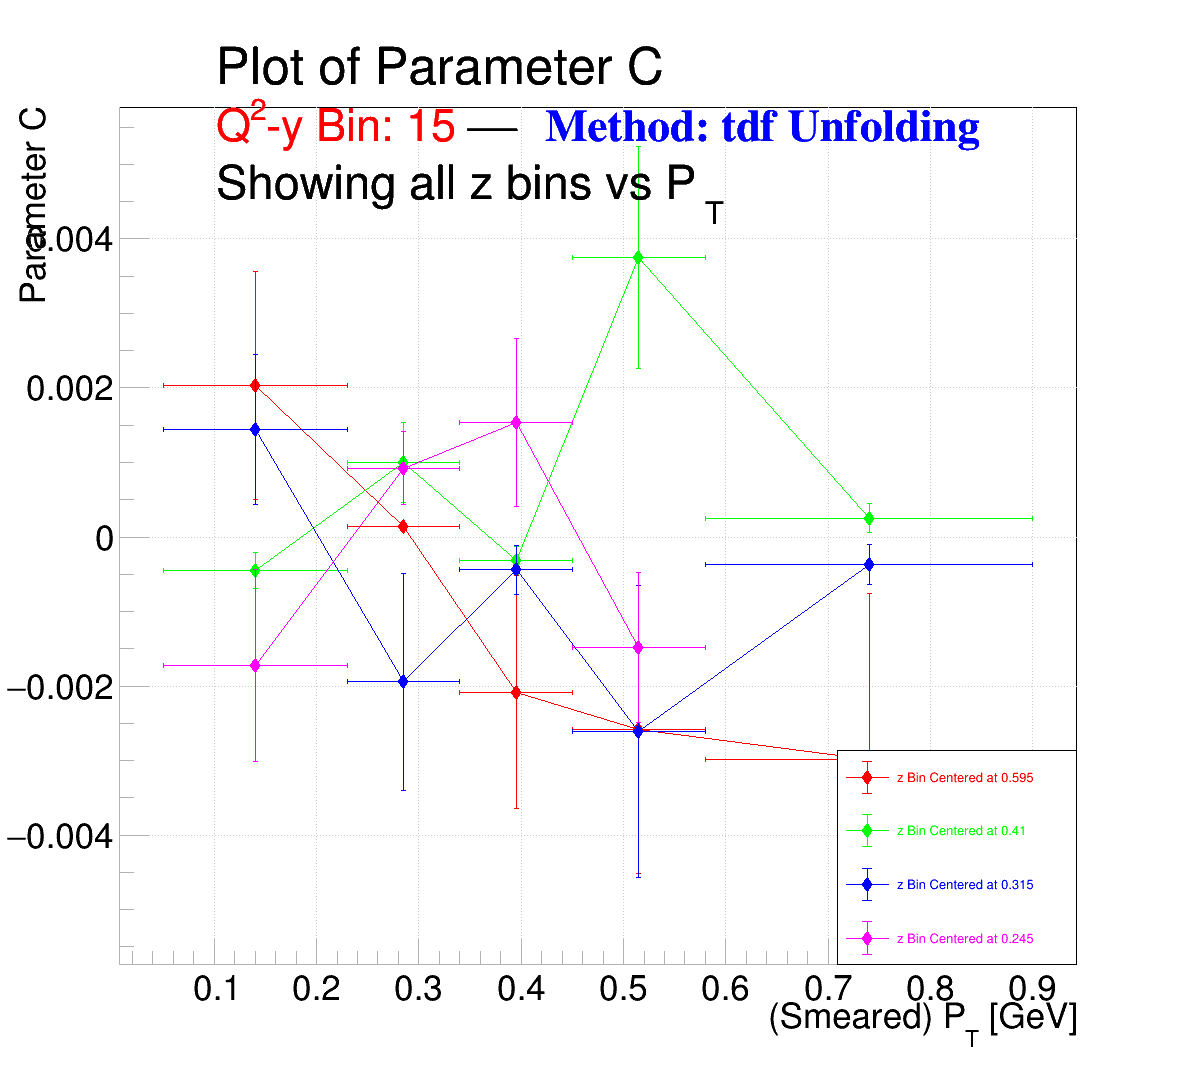 Plot of Parameter C
Q2-y Bin: 15 — Method: tdf Unfolding
Showing all z bins vs PT
Parameter C
0.004
0.002
0
−0.002
−0.004
z Bin Centered at 0.595
z Bin Centered at 0.41
z Bin Centered at 0.315
z Bin Centered at 0.245
0.1 0.2 0.3 0.4 0.5 0.6 0.7 0.8 0.9
(Smeared) PT [GeV]